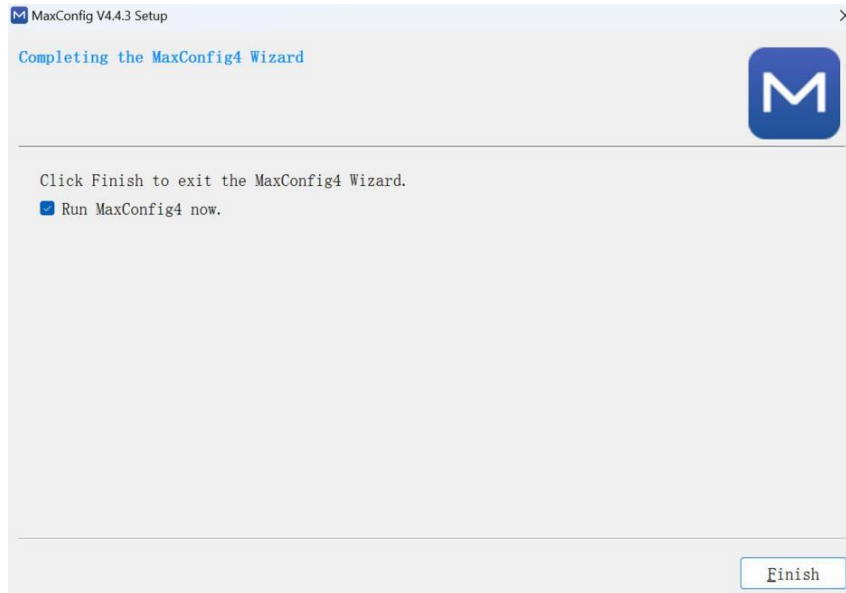 MaxConfig V4.4.3 Setup
Completing the MaxConfig4 Wizard
Click Finish to exit the MaxConfig4 Wizard.
Run MaxConfig4 now.
Finish